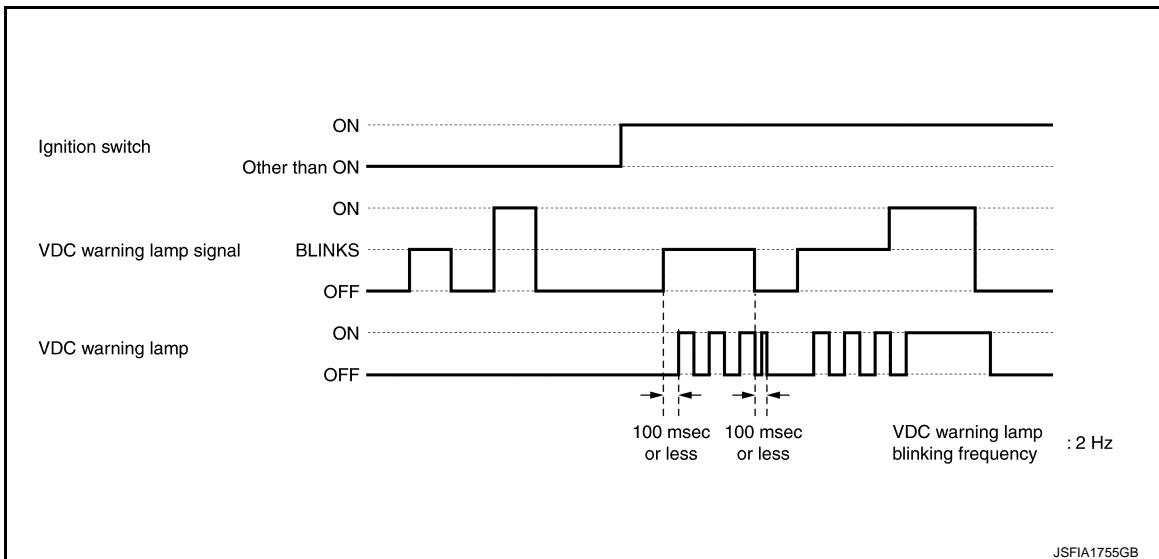 ON
Ignition switch
Other than ON
ON
VDC warning lamp signal
BLINKS
OFF
ON
VDC warning lamp
OFF
100 msec
or less
100 msec
or less
VDC warning lamp
blinking frequency
: 2 Hz
JSFIA1755GB